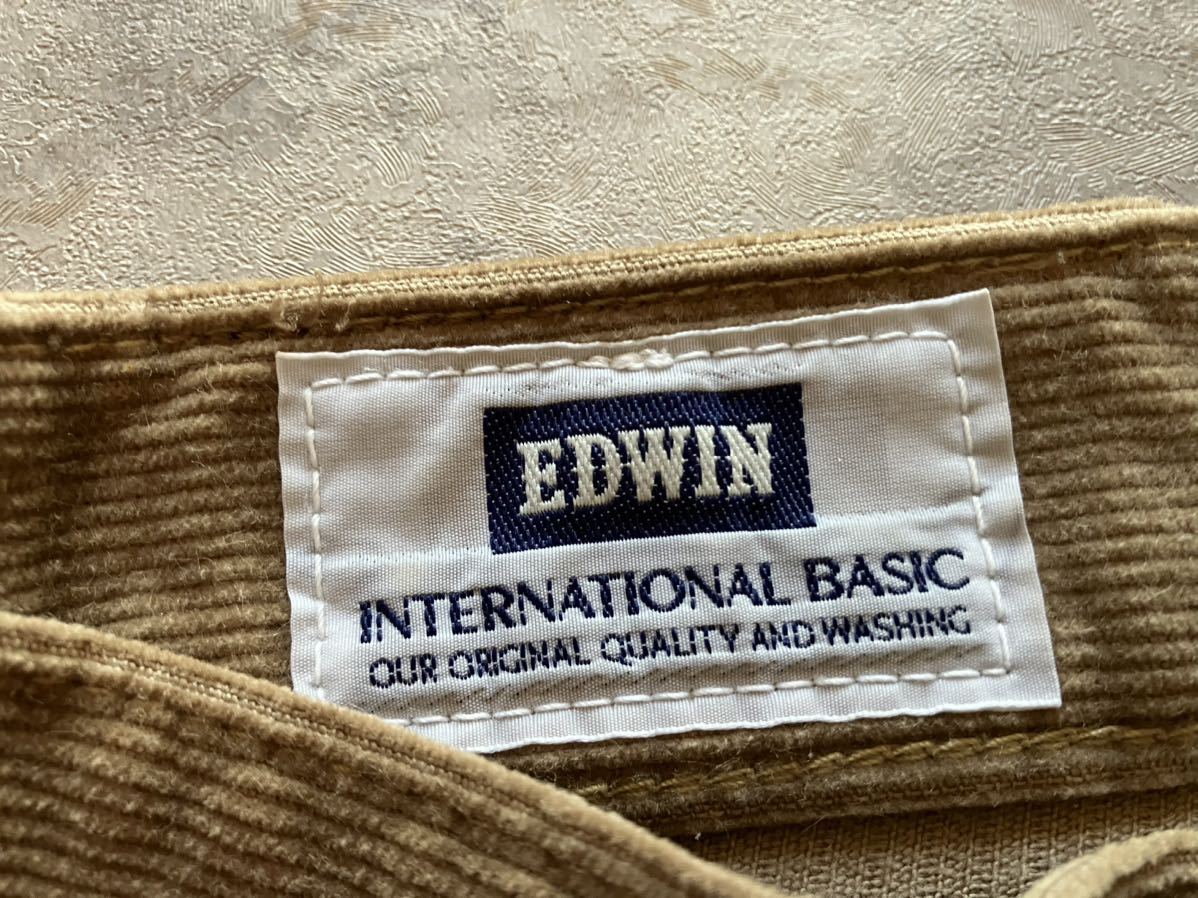 EDWIN
INTERNATIONAL BASIC
OUR ORIGINAL QUALITY AND WASHING